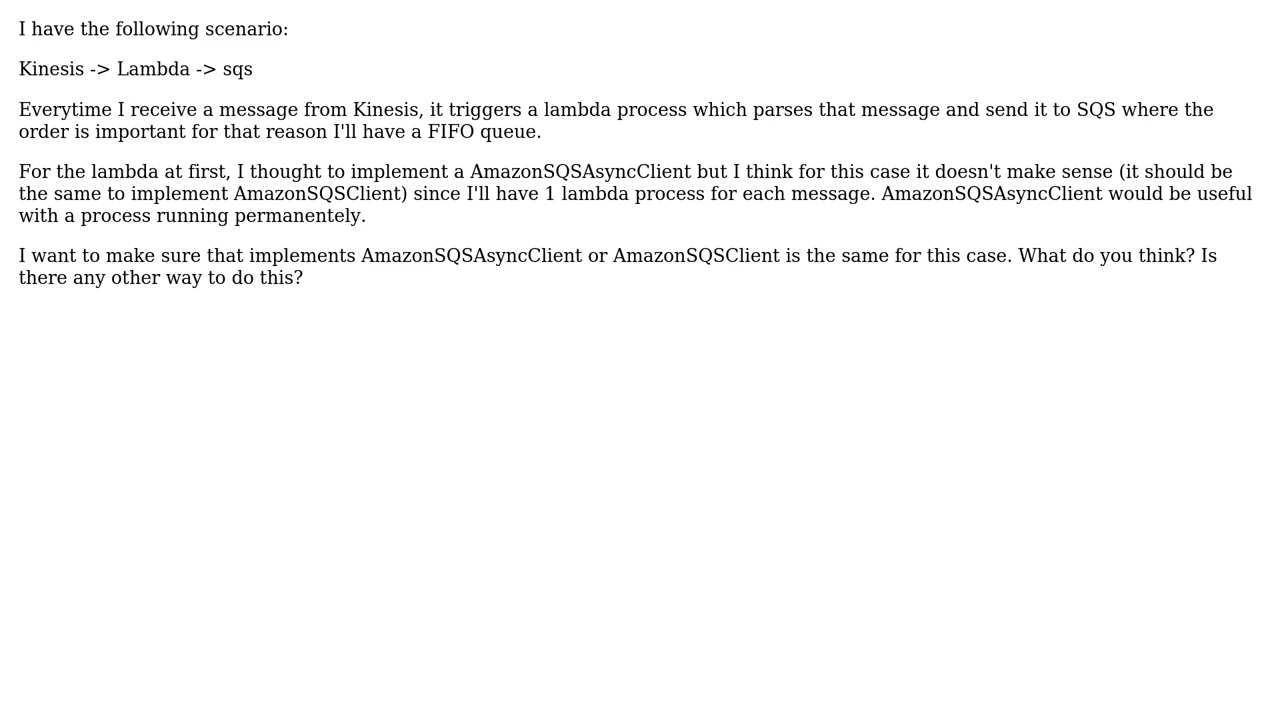 I have the following scenario:
Kinesis -> Lambda -> sqs
Everytime I receive a message from Kinesis, it triggers a lambda process which parses that message and send it to SQS where the
order is important for that reason I'll have a FIFO queue.
For the lambda at first, I thought to implement a AmazonSQSAsyncClient but I think for this case it doesn't make sense (it should be
the same to implement AmazonSQSClient) since I'll have 1 lambda process for each message. AmazonSQSAsyncClient would be useful
with a process running permanentely.
I want to make sure that implements AmazonSQSAsyncClient or AmazonSQSClient is the same for this case. What do you think? Is
there any other way to do this?